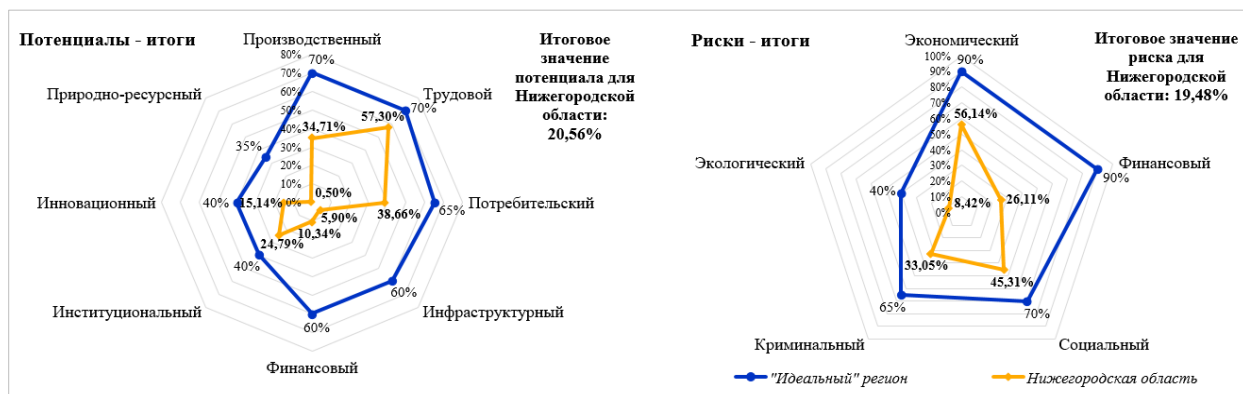 Потенциалы - итоги
Производственный
Итоговое
значение
потенциала для
Нижегородской
области:
20,56%
80%
70%
60%
50%
40%
30%
20%
10%
0%
Природно-ресурсный
Трудовой
Потребительский
Инфраструктурный
Финансовый
Институциональный
Инновационный
70%
70%
65%
60%
60%
40%
40%
35%
34,71%
57,30%
38,66%
5,90%
10,34%
24,79%
15,14%
0,50%
Риски - итоги
Экономический
Итоговое значение
риска для
Нижегородской
области: 19,48%
100%
90%
80%
70%
60%
50%
40%
30%
20%
10%
0%
Экологический
Финансовый
Криминальный
Социальный
90%
90%
70%
65%
40%
56,14%
26,11%
45,31%
33,05%
8,42%
"Идеальный" регион
Нижегородская область